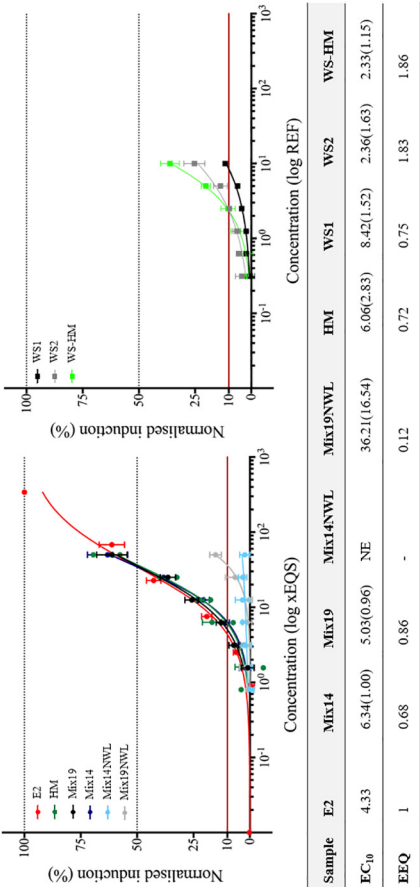 Normalised induction (%)
100
75
50
25
10
0
E2
HM
Mix19
Mix14
Mix14NWL
Mix19NWL
10-1
100
101
102
103
Concentration (log xEQS)
Normalised induction (%)
100
75
50
25
10
0
WS1
WS2
WS-HM
10-1
100
101
102
103
Concentration (log REF)
Sample E2 Mix14 Mix19 Mix14NWL Mix19NWL HM WS1 WS2 WS-HM
EC10 4.33 6.34(1.00) 5.03(0.96) NE 36.21(16.54) 6.06(2.83) 8.42(1.52) 2.36(1.63) 2.33(1.15)
EEQ 1 0.68 0.86 - 0.12 0.72 0.75 1.83 1.86